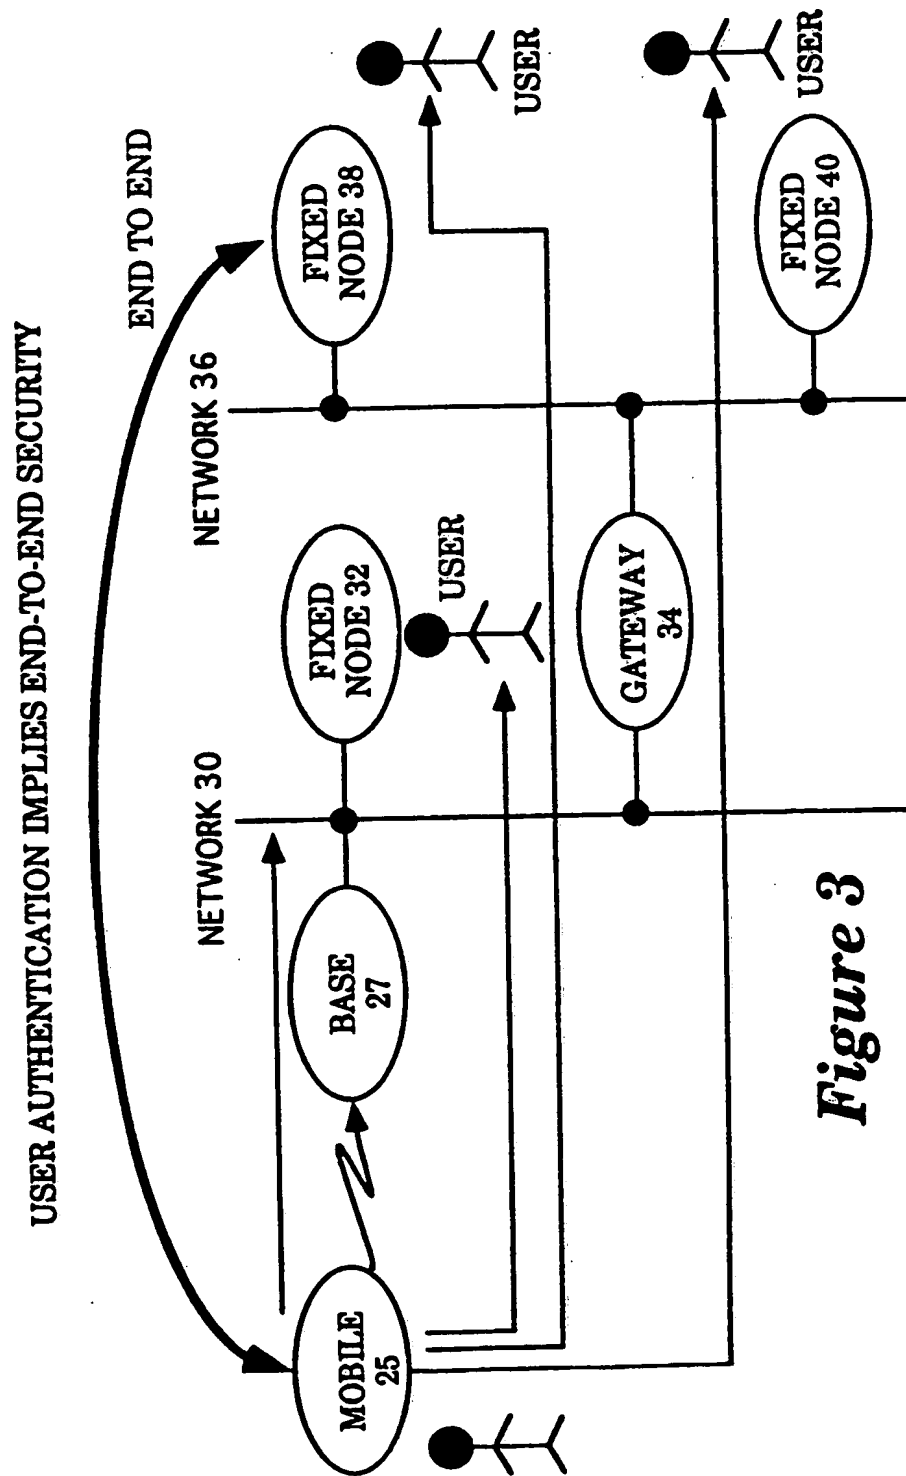 USER AUTHENTICATION IMPLIES END-TO-END SECURITY
END TO END
NETWORK 30
NETWORK 36
MOBILE
25
BASE
27
FIXED
NODE 32
USER
FIXED
NODE 38
USER
GATEWAY
34
FIXED
NODE 40
USER
Figure 3